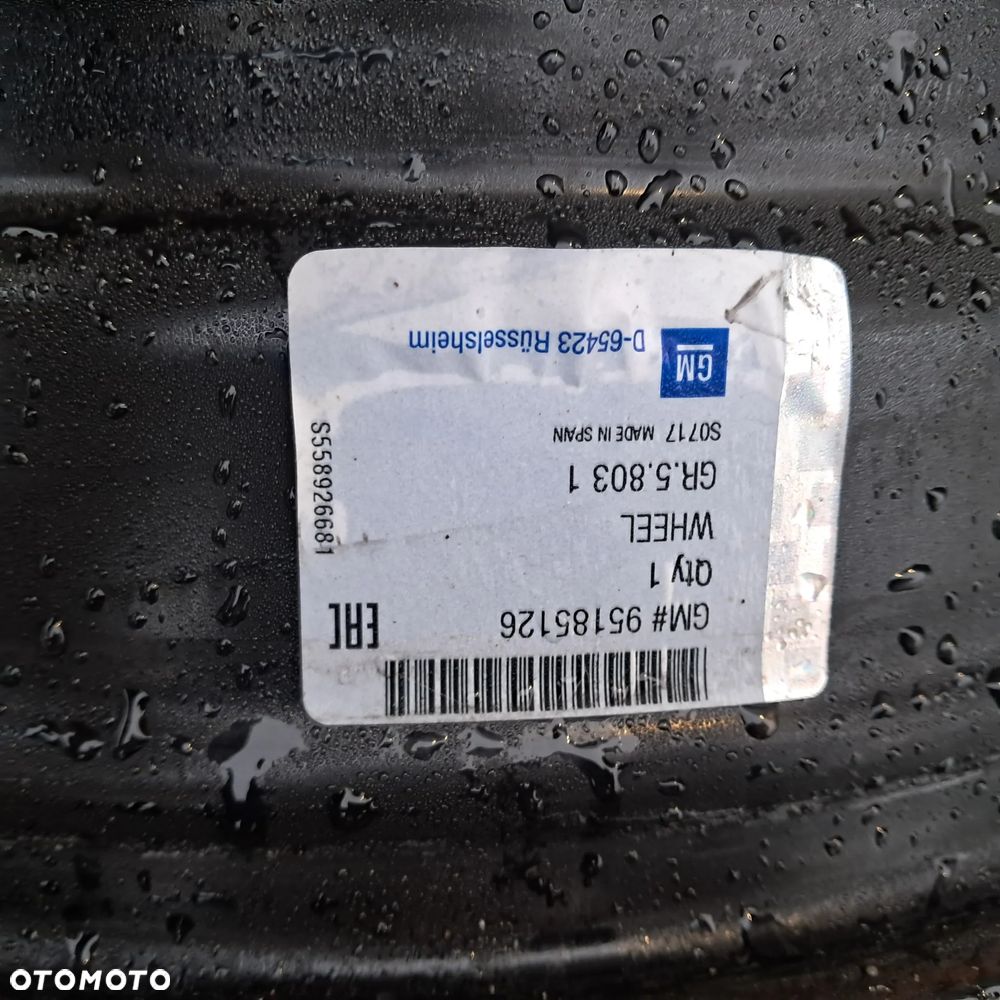 GM# 95185126
Qty 1
WHEEL
GR.5.803 1
S0717 MADE IN SPAIN
GM D-65423 Rüsselsheim
EAC
S558926681
OTOMOTO